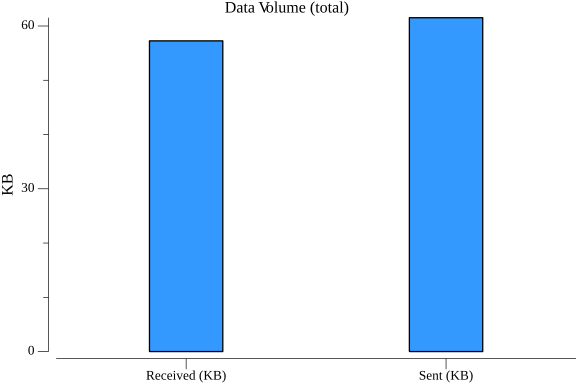 Data Volume (total)
60
30
0
KB
Received (KB)
Sent (KB)